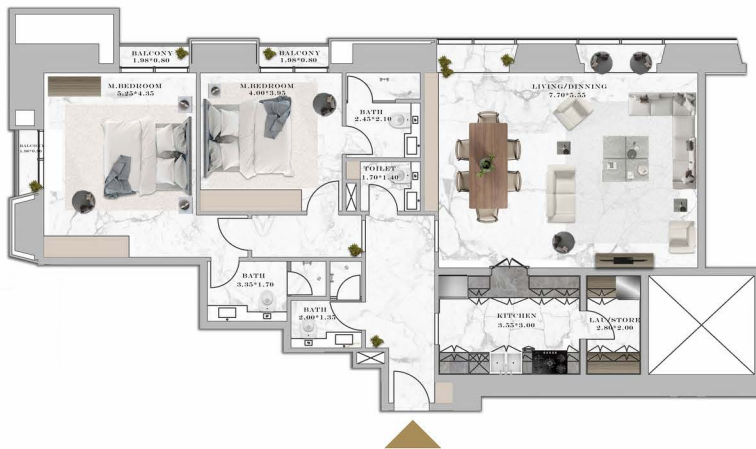 BALCONY
1.98*0.80
BALCONY
1.98*0.80
M.BEDROOM
5.25*4.35
M.BEDROOM
4.00*3.95
LIVING/DINNING
7.70*5.55
BATH
2.45*2.10
BALCONY
TOILET
1.70*1.40
BATH
3.35*1.70
BATH
2.00*1.35
KITCHEN
3.55*3.00
LAU/STORE
2.80*2.00